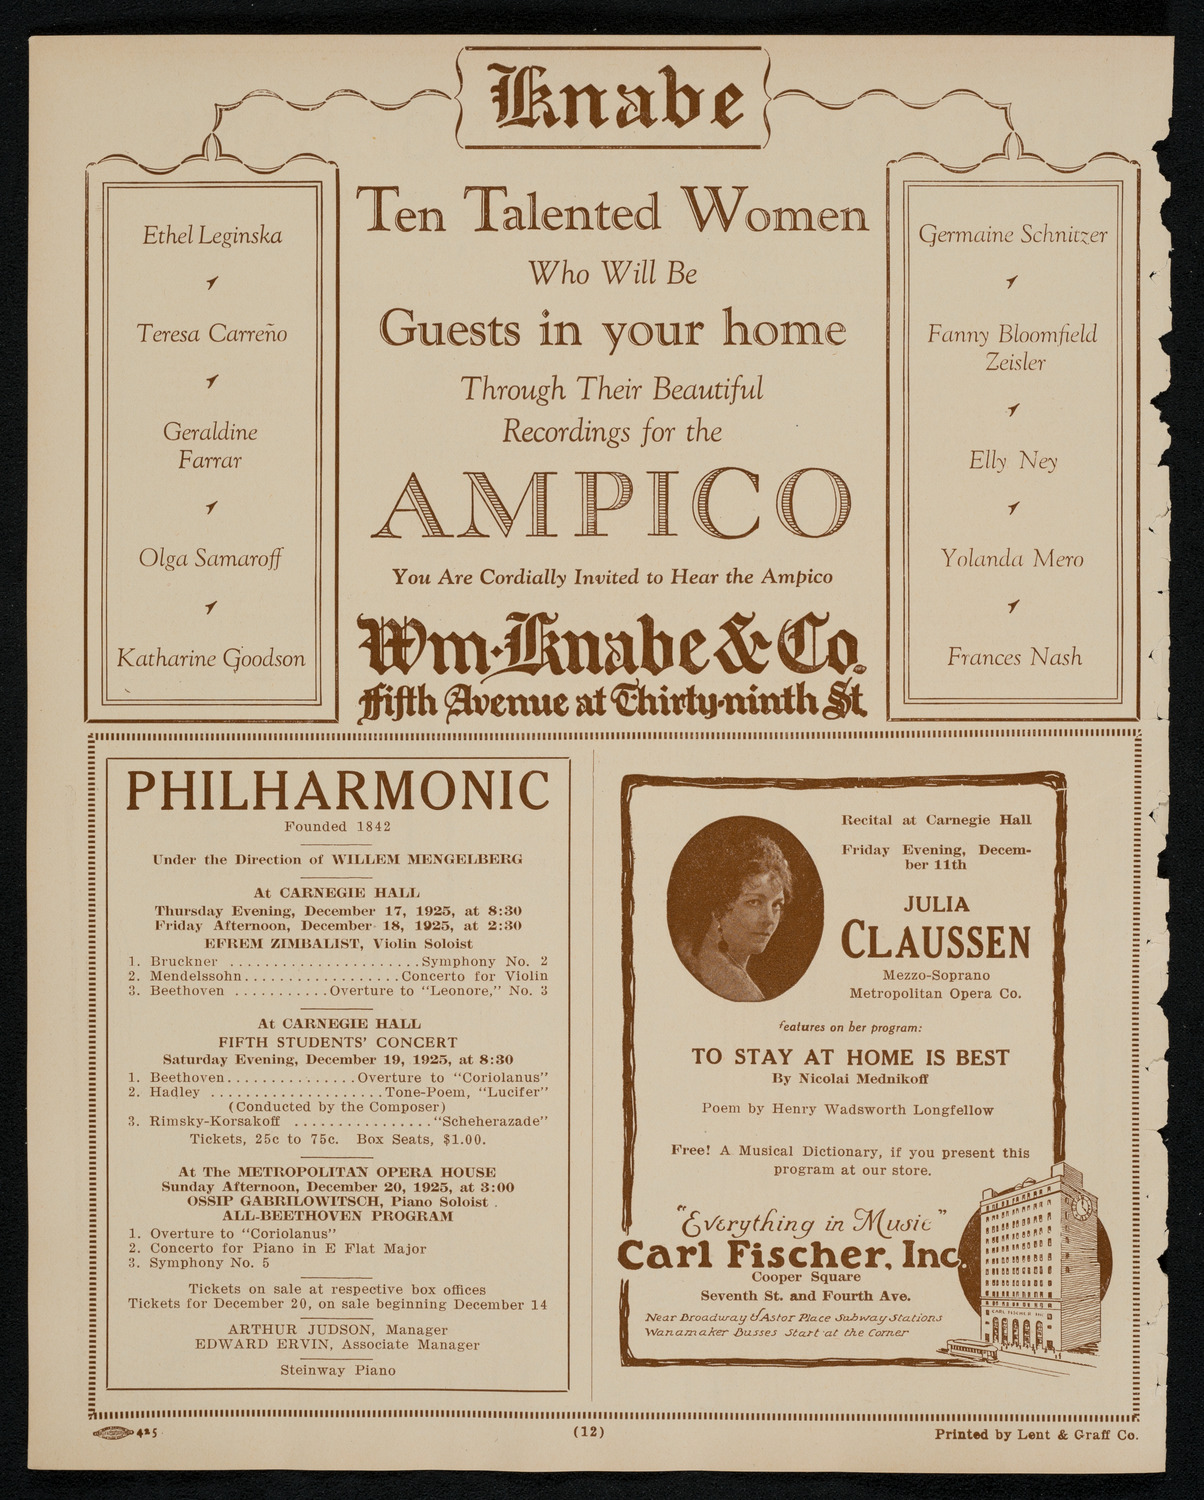 Knabe
Ethel Leginska
Teresa Carreño
Geraldine
Farrar
Olga Samaroff
Katharine Goodson
Ten Talented Women
Who Will Be
Guests in your home
Through Their Beautiful
Recordings for the
AMPICO
You Are Cordially Invited to Hear the Ampico
Wm. Knabe & Co.
Fifth Avenue at Thirty-ninth St.
Germaine Schnitzer
Fanny Bloomfield
Zeisler
Elly Ney
Yolanda Mero
Frances Nash
PHILHARMONIC
Founded 1842
Under the Direction of WILLEM MENGELBERG
At CARNEGIE HALL
Thursday Evening, December 17, 1925, at 8:30
Friday Afternoon, December 18, 1925, at 2:30
EFREM ZIMBALIST, Violin Soloist
1. Bruckner ......................Symphony No. 2
2. Mendelssohn..................Concerto for Violin
3. Beethoven ...........Overture to "Leonore," No. 3
At CARNEGIE HALL
FIFTH STUDENTS' CONCERT
Saturday Evening, December 19, 1925, at 8:30
1. Beethoven...............Overture to "Coriolanus"
2. Hadley ....................Tone-Poem, "Lucifer"
(Conducted by the Composer)
3. Rimsky-Korsakoff ................"Scheherazade"
Tickets, 25c to 75c. Box Seats, $1.00.
At The METROPOLITAN OPERA HOUSE
Sunday Afternoon, December 20, 1925, at 3:00
OSSIP GABRILOWITSCH, Piano Soloist
ALL-BEETHOVEN PROGRAM
1. Overture to "Coriolanus"
2. Concerto for Piano in E Flat Major
3. Symphony No. 5
Tickets on sale at respective box offices
Tickets for December 20, on sale beginning December 14
ARTHUR JUDSON, Manager
EDWARD ERVIN, Associate Manager
Steinway Piano
Recital at Carnegie Hall
Friday Evening, Decem-
ber 11th
JULIA
CLAUSSEN
Mezzo-Soprano
Metropolitan Opera Co.
features on her program:
TO STAY AT HOME IS BEST
By Nicolai Mednikoff
Poem by Henry Wadsworth Longfellow
Free! A Musical Dictionary, if you present this
program at our store.
"Everything in Music"
Carl Fischer, Inc.
Cooper Square
Seventh St. and Fourth Ave.
Near Broadway & Astor Place Subway Stations
Wanamaker Busses Start at the Corner
CARL FISCHER INC
425
(12)
Printed by Lent & Graff Co.